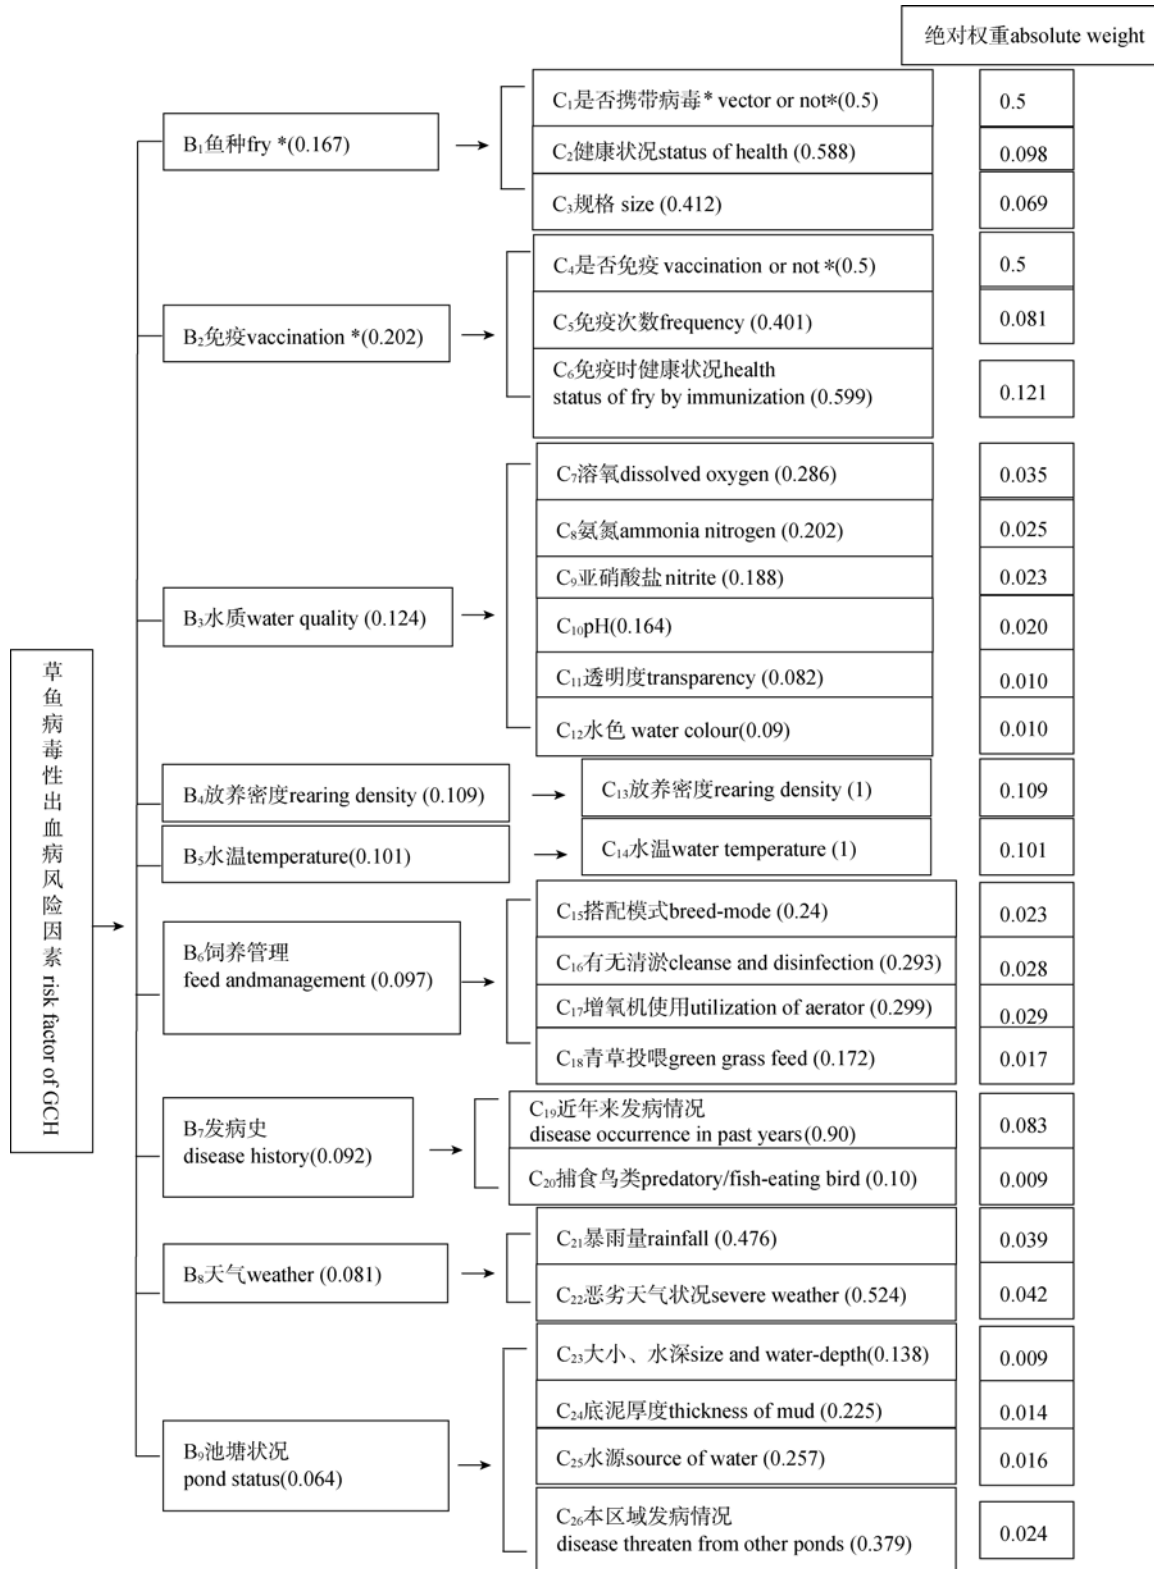 绝对权重absolute weight
C₁是否携带病毒* vector or not*(0.5)
0.5
B₁鱼种fry *(0.167)
C₂健康状况status of health (0.588)
0.098
C₃规格 size (0.412)
0.069
C₄是否免疫 vaccination or not *(0.5)
0.5
B₂免疫vaccination *(0.202)
C₅免疫次数frequency (0.401)
0.081
C₆免疫时健康状况health
status of fry by immunization (0.599)
0.121
C₇溶氧dissolved oxygen (0.286)
0.035
C₈氨氮ammonia nitrogen (0.202)
0.025
C₉亚硝酸盐 nitrite (0.188)
0.023
B₃水质water quality (0.124)
C₁₀pH(0.164)
0.020
C₁₁透明度transparency (0.082)
0.010
C₁₂水色 water colour(0.09)
0.010
草鱼病毒性出血病风险因素 risk factor of GCH
B₄放养密度rearing density (0.109)
C₁₃放养密度rearing density (1)
0.109
B₅水温temperature(0.101)
C₁₄水温water temperature (1)
0.101
B₆饲养管理
feed andmanagement (0.097)
C₁₅搭配模式breed-mode (0.24)
0.023
C₁₆有无清淤cleanse and disinfection (0.293)
0.028
C₁₇增氧机使用utilization of aerator (0.299)
0.029
C₁₈青草投喂green grass feed (0.172)
0.017
B₇发病史
disease history(0.092)
C₁₉近年来发病情况
disease occurrence in past years(0.90)
0.083
C₂₀捕食鸟类predatory/fish-eating bird (0.10)
0.009
B₈天气weather (0.081)
C₂₁暴雨量rainfall (0.476)
0.039
C₂₂恶劣天气状况severe weather (0.524)
0.042
B₉池塘状况
pond status(0.064)
C₂₃大小、水深size and water-depth(0.138)
0.009
C₂₄底泥厚度thickness of mud (0.225)
0.014
C₂₅水源source of water (0.257)
0.016
C₂₆本区域发病情况
disease threaten from other ponds (0.379)
0.024